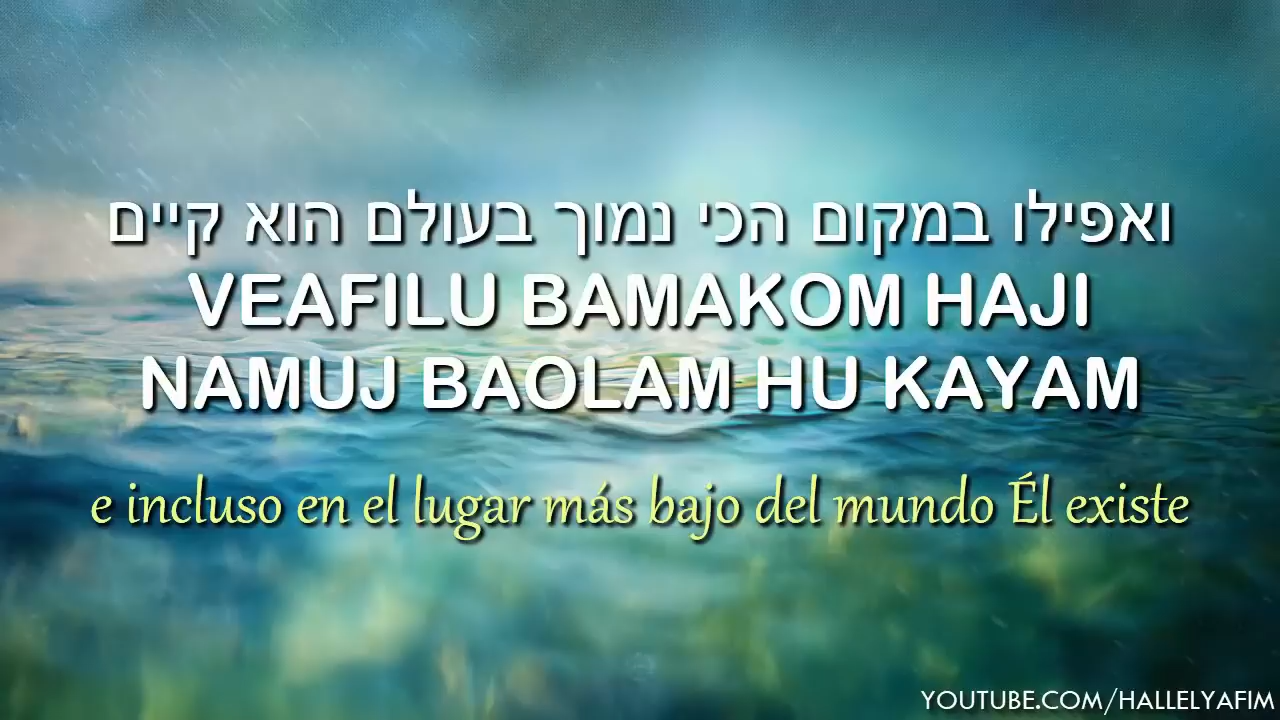 ואפילו במקום הכי נמוך בעולם הוא קיים
VEAFILU BAMAKOM HAJI
NAMUJ BAOLAM HU KAYAM
e incluso en el lugar más bajo del mundo Él existe
YOUTUBE.COM/HALLELYAFIM